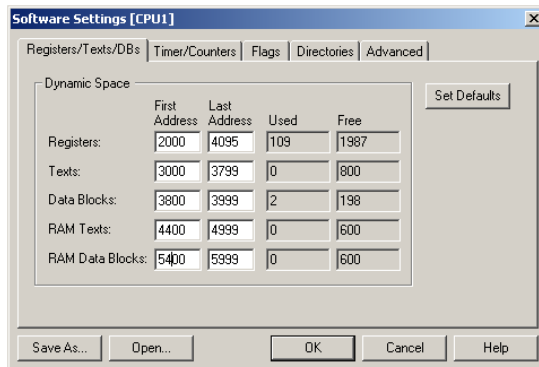 Software Settings [CPU1]
Registers/Texts/DBs Timer/Counters Flags Directories Advanced
Dynamic Space
Set Defaults
First Address Last Address Used Free
Registers: 2000 4095 109 1987
Texts: 3000 3799 0 800
Data Blocks: 3800 3999 2 198
RAM Texts: 4400 4999 0 600
RAM Data Blocks: 5400 5999 0 600
Save As... Open... OK Cancel Help